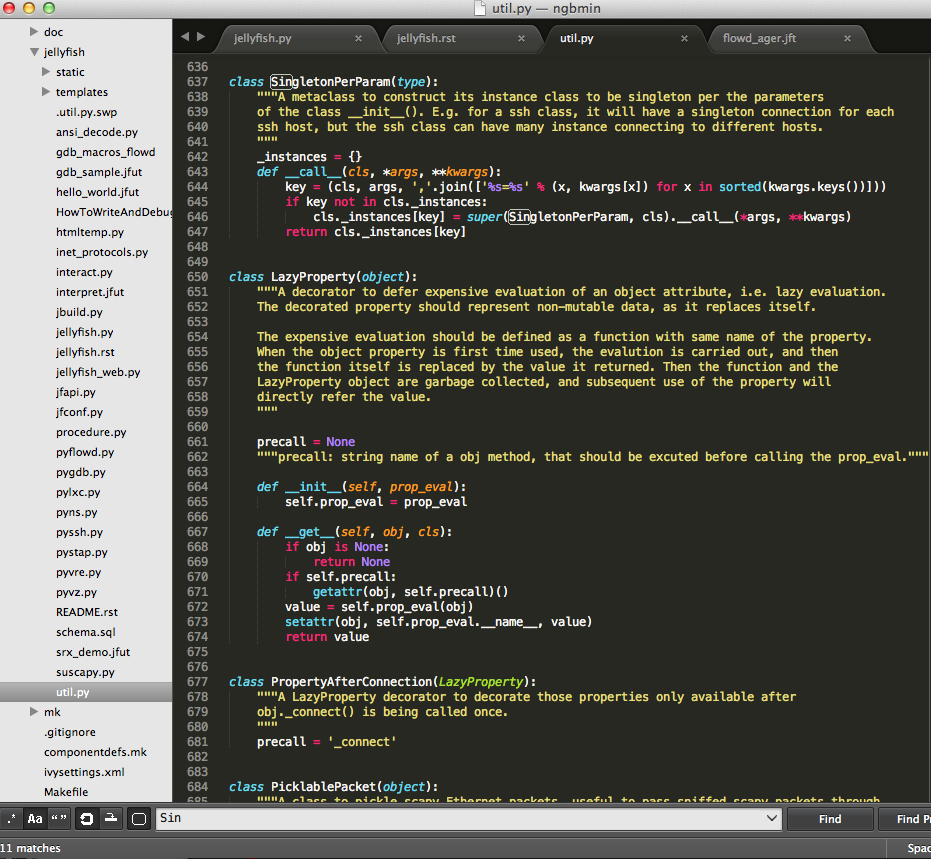 util.py — ngbmin
doc
jellyfish
static
templates
.util.py.swp
ansi_decode.py
gdb_macros_flowd
gdb_sample.jfut
hello_world.jfut
HowToWriteAndDebug
htmltemp.py
inet_protocols.py
interact.py
interpret.jfut
jbuild.py
jellyfish.py
jellyfish.rst
jellyfish_web.py
jfapi.py
jfconf.py
procedure.py
pyflowd.py
pygdb.py
pylxc.py
pyns.py
pyssh.py
pystap.py
pyvre.py
pyvz.py
README.rst
schema.sql
srx_demo.jfut
suscapy.py
util.py
mk
.gitignore
componentdefs.mk
ivysettings.xml
Makefile
jellyfish.py × jellyfish.rst × util.py × flowd_ager.jft ×
636
637 class SingletonPerParam(type):
638     """A metaclass to construct its instance class to be singleton per the parameters
639     of the class __init__(). E.g. for a ssh class, it will have a singleton connection for each
640     ssh host, but the ssh class can have many instance connecting to different hosts.
641     """
642     _instances = {}
643     def __call__(cls, *args, **kwargs):
644         key = (cls, args, ','.join(['%s=%s' % (x, kwargs[x]) for x in sorted(kwargs.keys())]))
645         if key not in cls._instances:
646             cls._instances[key] = super(SingletonPerParam, cls).__call__(*args, **kwargs)
647         return cls._instances[key]
648
649
650 class LazyProperty(object):
651     """A decorator to defer expensive evaluation of an object attribute, i.e. lazy evaluation.
652     The decorated property should represent non-mutable data, as it replaces itself.
653
654     The expensive evaluation should be defined as a function with same name of the property.
655     When the object property is first time used, the evalution is carried out, and then
656     the function itself is replaced by the value it returned. Then the function and the
657     LazyProperty object are garbage collected, and subsequent use of the property will
658     directly refer the value.
659     """
660
661     precall = None
662     """precall: string name of a obj method, that should be excuted before calling the prop_eval."""
663
664     def __init__(self, prop_eval):
665         self.prop_eval = prop_eval
666
667     def __get__(self, obj, cls):
668         if obj is None:
669             return None
670         if self.precall:
671             getattr(obj, self.precall)()
672         value = self.prop_eval(obj)
673         setattr(obj, self.prop_eval.__name__, value)
674         return value
675
676
677 class PropertyAfterConnection(LazyProperty):
678     """A LazyProperty decorator to decorate those properties only available after
679     obj._connect() is being called once.
680     """
681     precall = '_connect'
682
683
684 class PicklablePacket(object):
685     """A class to pickle scapy Ethernet packets, useful to pass sniffed scapy packets through
.* Aa “” Sin Find Find Pr
11 matches Spac